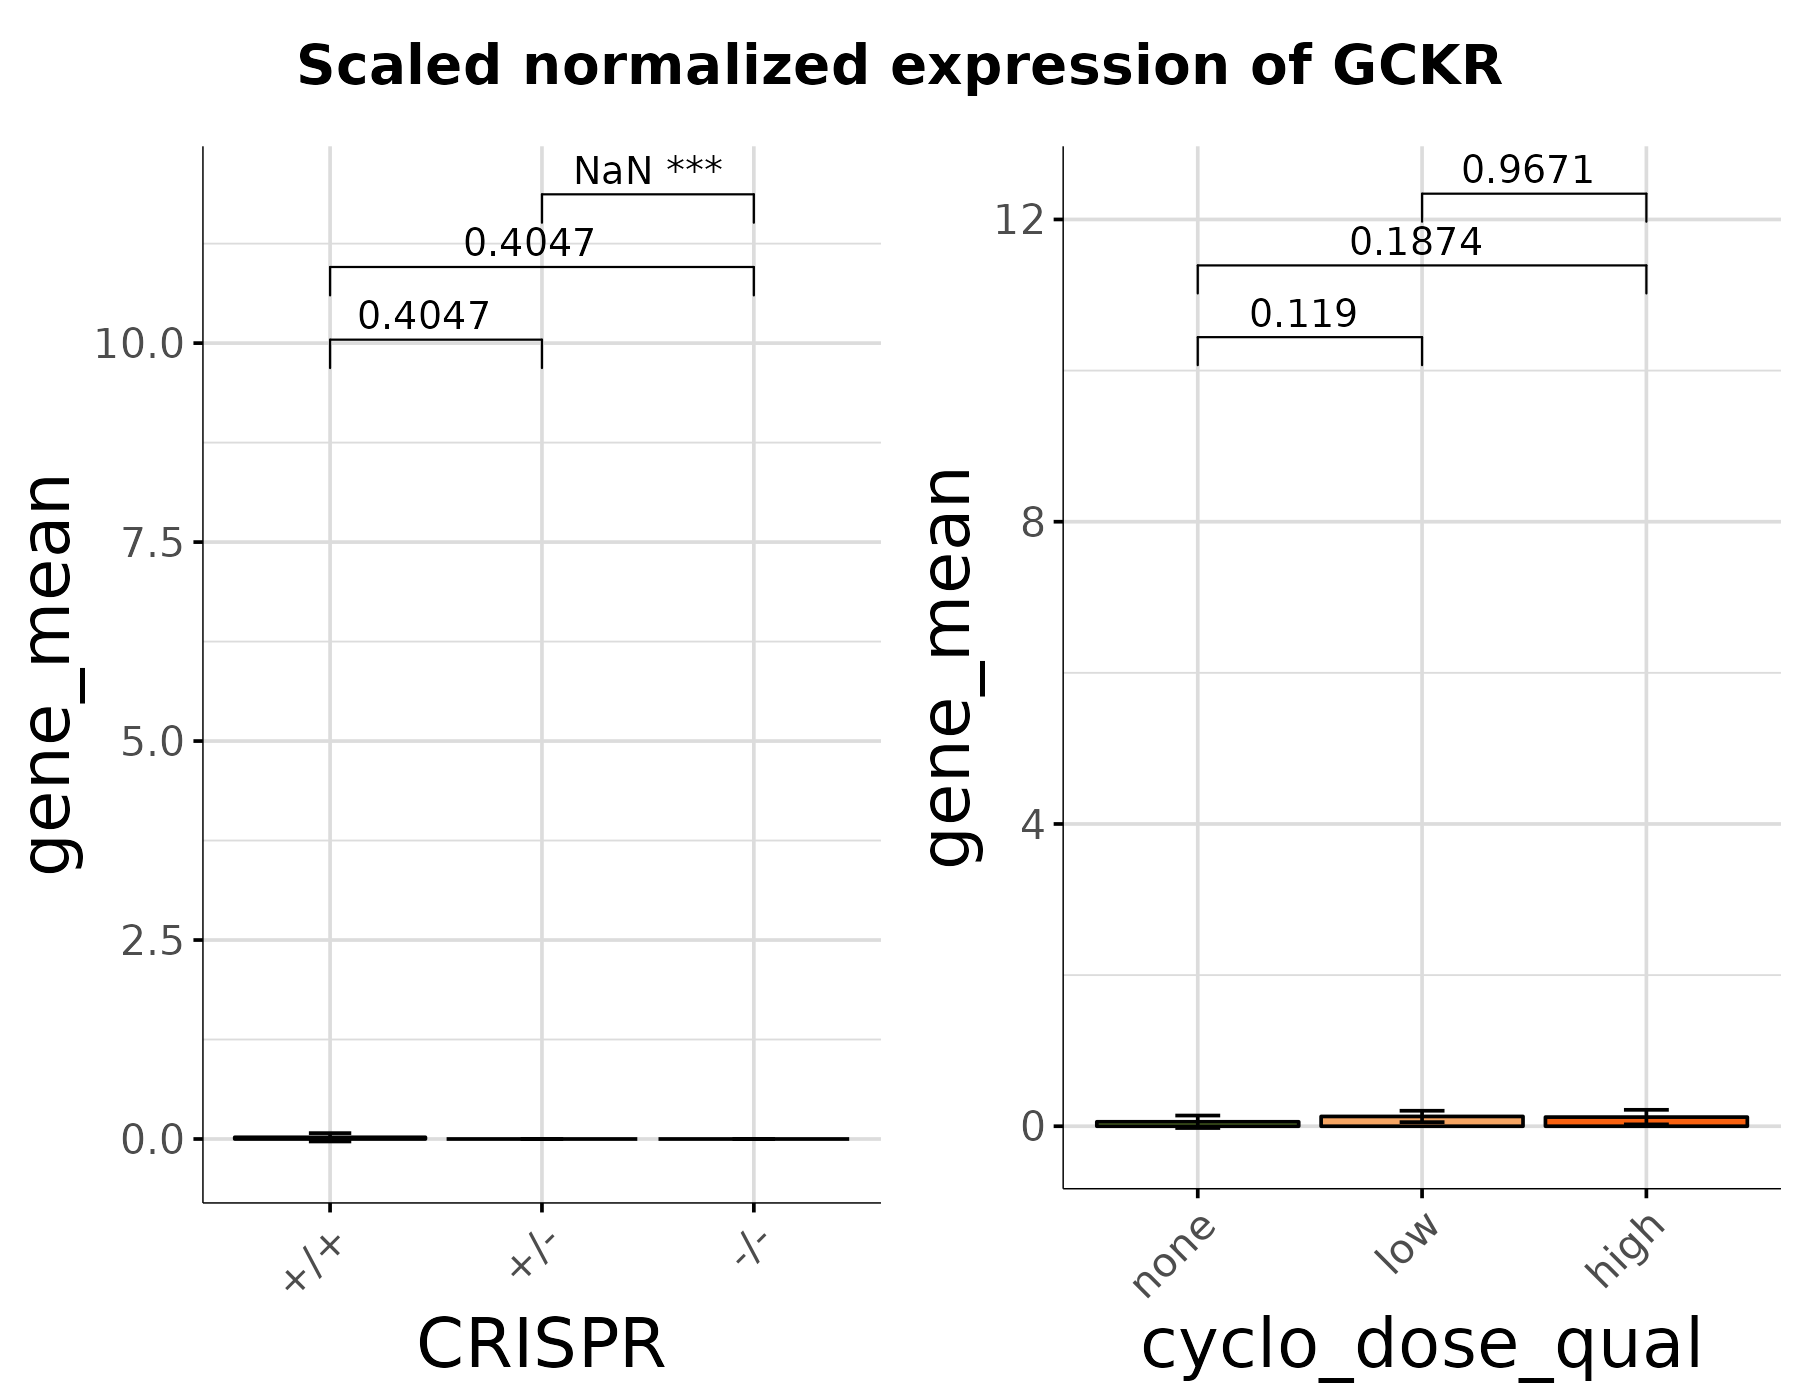 Scaled normalized expression of GCKR
gene_mean
10.0
7.5
5.0
2.5
0.0
NaN ***
0.4047
0.4047
+/+
+/-
-/-
CRISPR
gene_mean
12
8
4
0
0.9671
0.1874
0.119
none
low
high
cyclo_dose_qual